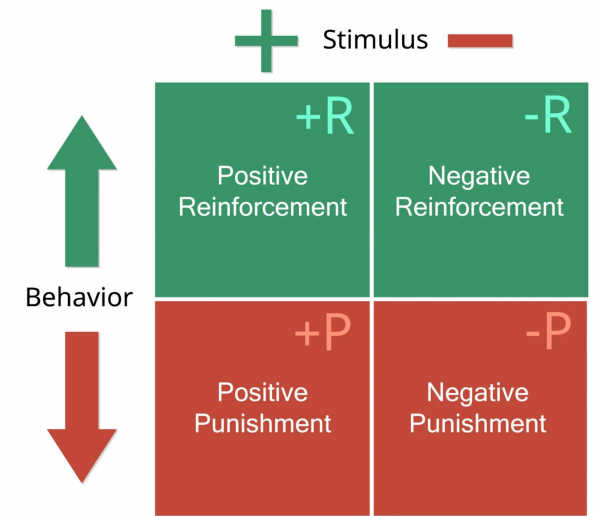 Stimulus
+R
Positive
Reinforcement
-R
Negative
Reinforcement
Behavior
+P
Positive
Punishment
-P
Negative
Punishment